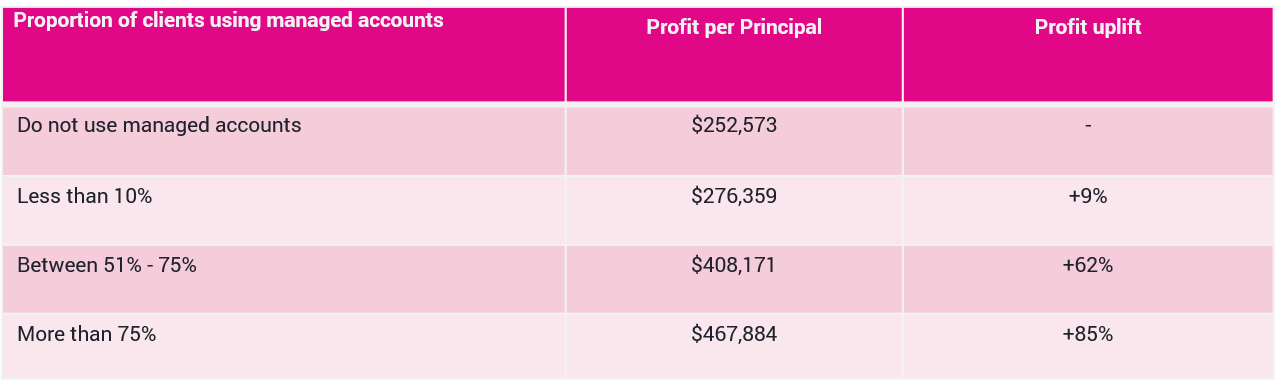 Proportion of clients using managed accounts Profit per Principal Profit uplift
Do not use managed accounts $252,573 -
Less than 10% $276,359 +9%
Between 51% - 75% $408,171 +62%
More than 75% $467,884 +85%